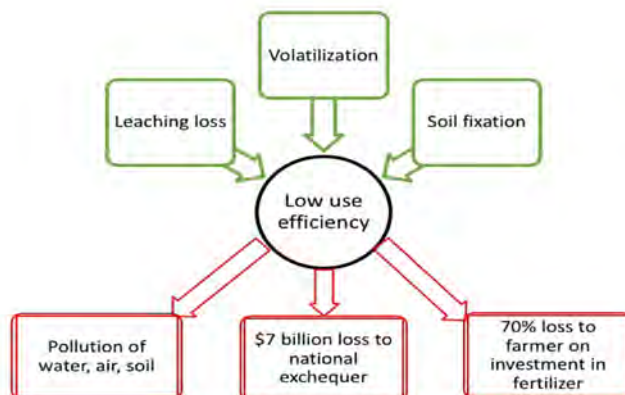 Volatilization
Leaching loss
Soil fixation
Low use
efficiency
Pollution of
water, air, soil
$7 billion loss to
national
exchequer
70% loss to
farmer on
investment in
fertilizer